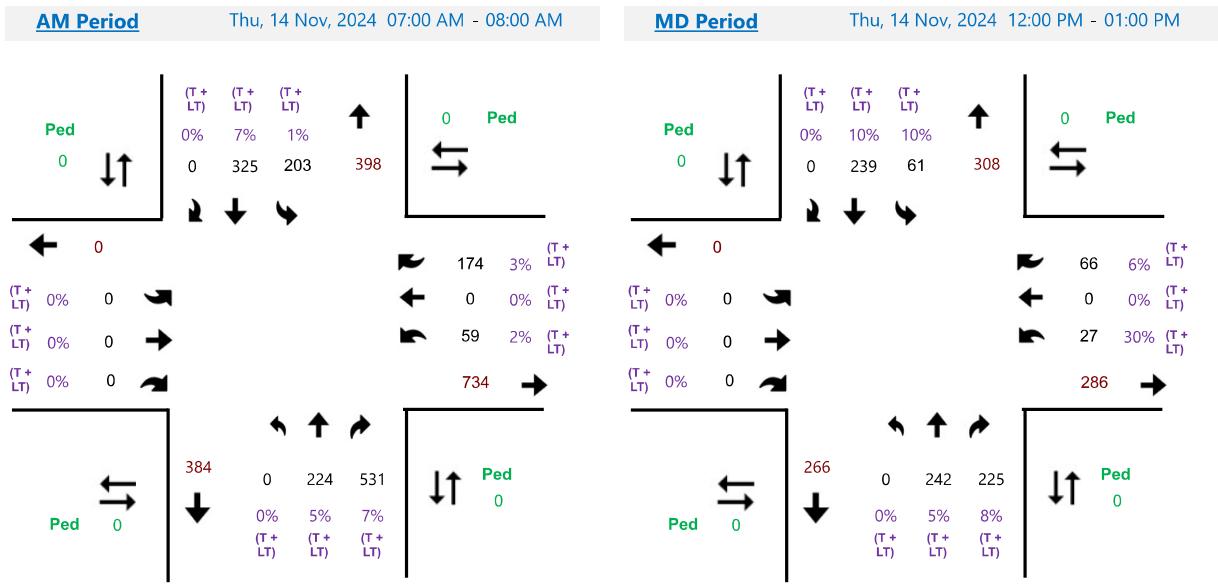 AM Period Thu, 14 Nov, 2024 07:00 AM - 08:00 AM
(T + LT) (T + LT) (T + LT)
Ped 0% 7% 1% 0 Ped
0 0 325 203 398
0
174 3% (T + LT)
(T + LT) 0% 0 0 0% (T + LT)
(T + LT) 0% 0 59 2% (T + LT)
(T + LT) 0% 0 734
384 0 224 531 Ped
0% 5% 7% 0
Ped 0 (T + LT) (T + LT) (T + LT)
MD Period Thu, 14 Nov, 2024 12:00 PM - 01:00 PM
(T + LT) (T + LT) (T + LT)
Ped 0% 10% 10% 0 Ped
0 0 239 61 308
0
66 6% (T + LT)
(T + LT) 0% 0 0 0% (T + LT)
(T + LT) 0% 0 27 30% (T + LT)
(T + LT) 0% 0 286
266 0 242 225 Ped
0% 5% 8% 0
Ped 0 (T + LT) (T + LT) (T + LT)